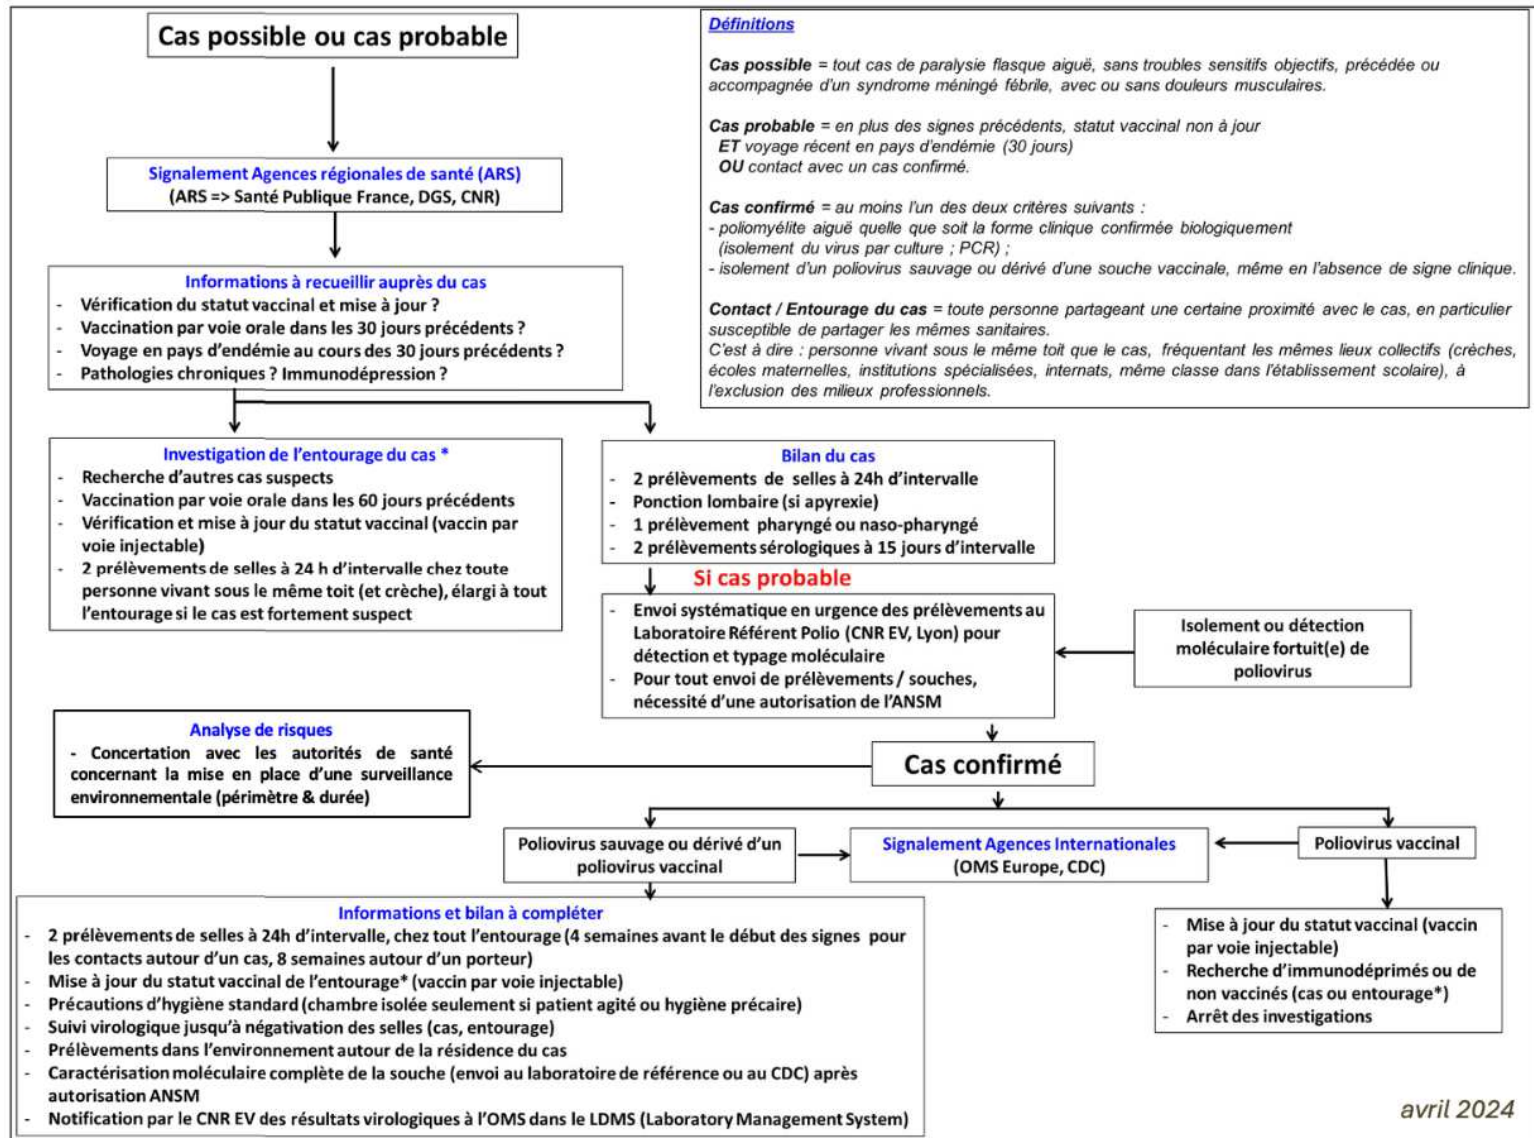 Cas possible ou cas probable
Définitions
Cas possible = tout cas de paralysie flasque aiguë, sans troubles sensitifs objectifs, précédée ou
accompagnée d'un syndrome méningé fébrile, avec ou sans douleurs musculaires.
Cas probable = en plus des signes précédents, statut vaccinal non à jour
ET voyage récent en pays d'endémie (30 jours)
OU contact avec un cas confirmé.
Cas confirmé = au moins l'un des deux critères suivants :
- poliomyélite aiguë quelle que soit la forme clinique confirmée biologiquement
(isolement du virus par culture ; PCR) ;
- isolement d'un poliovirus sauvage ou dérivé d'une souche vaccinale, même en l'absence de signe clinique.
Contact / Entourage du cas = toute personne partageant une certaine proximité avec le cas, en particulier
susceptible de partager les mêmes sanitaires.
C'est à dire : personne vivant sous le même toit que le cas, fréquentant les mêmes lieux collectifs (crèches,
écoles maternelles, institutions spécialisées, internats, même classe dans l'établissement scolaire), à
l'exclusion des milieux professionnels.
Signalement Agences régionales de santé (ARS)
(ARS => Santé Publique France, DGS, CNR)
Informations à recueillir auprès du cas
- Vérification du statut vaccinal et mise à jour ?
- Vaccination par voie orale dans les 30 jours précédents ?
- Voyage en pays d'endémie au cours des 30 jours précédents ?
- Pathologies chroniques ? Immunodépression ?
Investigation de l'entourage du cas *
- Recherche d'autres cas suspects
- Vaccination par voie orale dans les 60 jours précédents
- Vérification et mise à jour du statut vaccinal (vaccin par
voie injectable)
- 2 prélèvements de selles à 24 h d'intervalle chez toute
personne vivant sous le même toit (et crèche), élargi à tout
l'entourage si le cas est fortement suspect
Bilan du cas
- 2 prélèvements de selles à 24h d'intervalle
- Ponction lombaire (si apyrexie)
- 1 prélèvement pharyngé ou naso-pharyngé
- 2 prélèvements sérologiques à 15 jours d'intervalle
Si cas probable
- Envoi systématique en urgence des prélèvements au
Laboratoire Référent Polio (CNR EV, Lyon) pour
détection et typage moléculaire
- Pour tout envoi de prélèvements / souches,
nécessité d'une autorisation de l'ANSM
Isolement ou détection
moléculaire fortuit(e) de
poliovirus
Analyse de risques
- Concertation avec les autorités de santé
concernant la mise en place d'une surveillance
environnementale (périmètre & durée)
Cas confirmé
Poliovirus sauvage ou dérivé d'un
poliovirus vaccinal
Signalement Agences Internationales
(OMS Europe, CDC)
Poliovirus vaccinal
Informations et bilan à compléter
- 2 prélèvements de selles à 24h d'intervalle, chez tout l'entourage (4 semaines avant le début des signes pour
les contacts autour d'un cas, 8 semaines autour d'un porteur)
- Mise à jour du statut vaccinal de l'entourage* (vaccin par voie injectable)
- Précautions d'hygiène standard (chambre isolée seulement si patient agité ou hygiène précaire)
- Suivi virologique jusqu'à négativation des selles (cas, entourage)
- Prélèvements dans l'environnement autour de la résidence du cas
- Caractérisation moléculaire complète de la souche (envoi au laboratoire de référence ou au CDC) après
autorisation ANSM
- Notification par le CNR EV des résultats virologiques à l'OMS dans le LDMS (Laboratory Management System)
- Mise à jour du statut vaccinal (vaccin
par voie injectable)
- Recherche d'immunodéprimés ou de
non vaccinés (cas ou entourage*)
- Arrêt des investigations
avril 2024